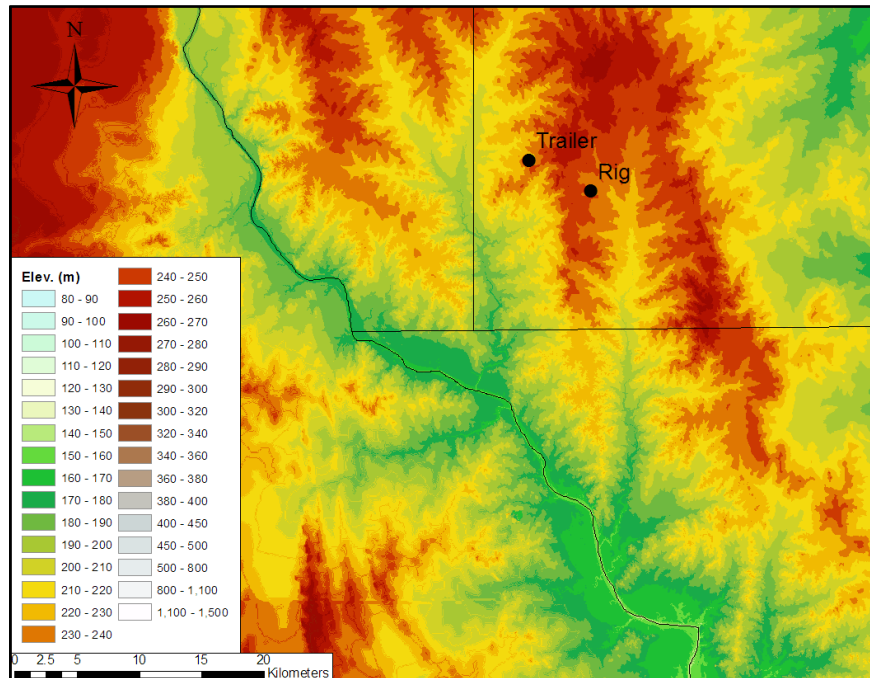 N
Trailer
Rig
Elev. (m)
80 - 90
90 - 100
100 - 110
110 - 120
120 - 130
130 - 140
140 - 150
150 - 160
160 - 170
170 - 180
180 - 190
190 - 200
200 - 210
210 - 220
220 - 230
230 - 240
240 - 250
250 - 260
260 - 270
270 - 280
280 - 290
290 - 300
300 - 320
320 - 340
340 - 360
360 - 380
380 - 400
400 - 450
450 - 500
500 - 800
800 - 1,100
1,100 - 1,500
0 2.5 5 10 15 20
Kilometers